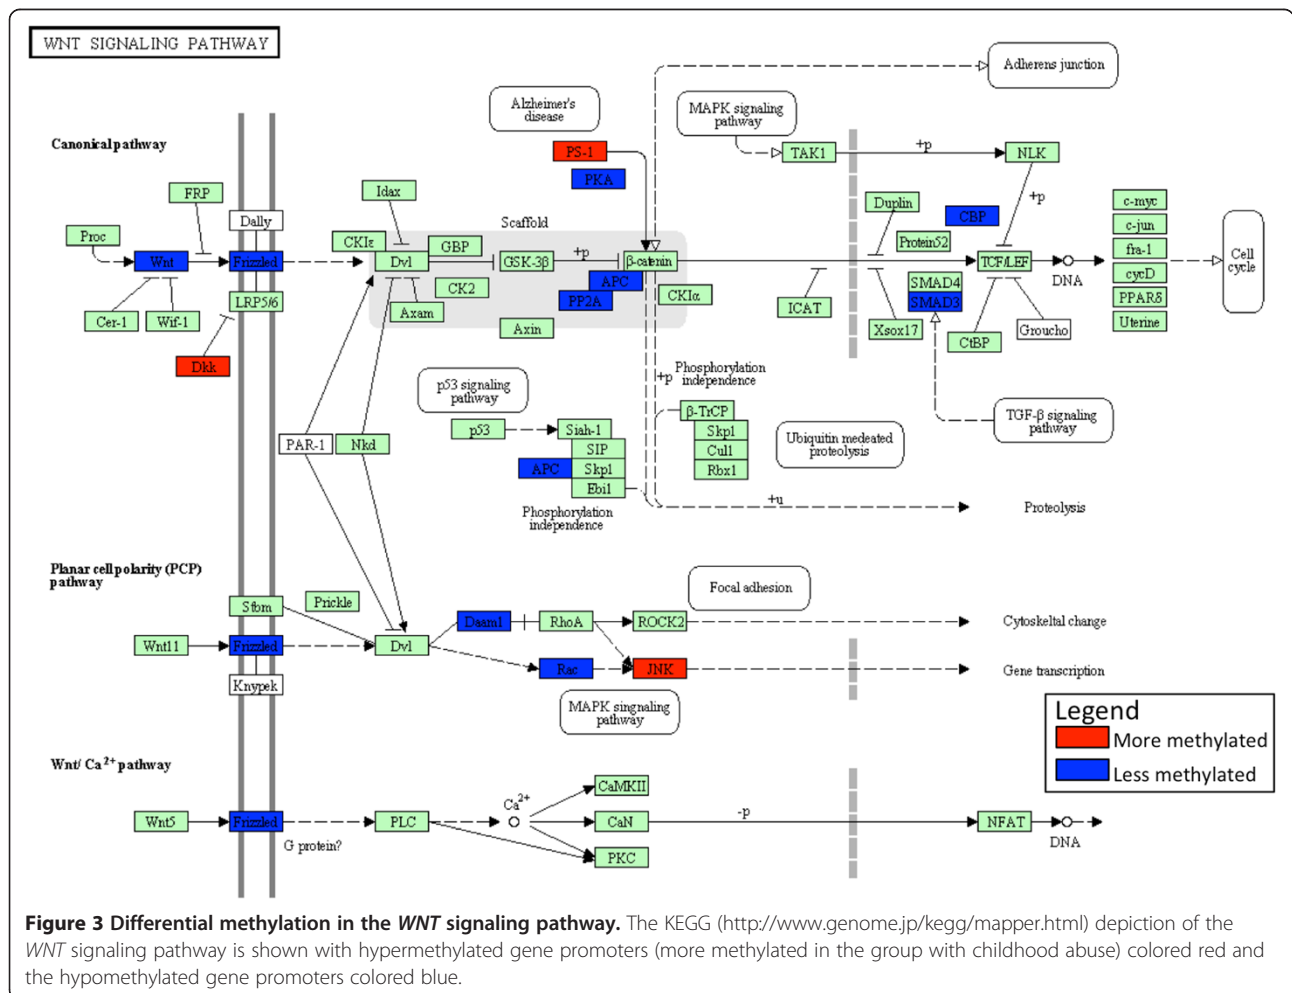 WNT SIGNALING PATHWAY
Adherens junction
Alzheimer's
disease
MAPK signaling
pathway
Canonical pathway
PS-1
TAK1
+p
NLK
PKA
FRP
Idax
Duplin
CBP
+p
c-myc
Dally
Scaffold
c-jun
Proc
CKIε
GBP
Protein52
fra-1
Wnt
Frizzled
Dvl
GSK-3β
+p
β-catenin
TCF/LEF
DNA
Cell
cycle
APC
SMAD4
cycD
CK2
PP2A
CKIα
SMAD3
PPARδ
LRP5/6
Axam
ICAT
Uterine
Cer-1
Wif-1
Axin
Xsox17
CtBP
Groucho
Dkk
p53 signaling
pathway
+p
Phosphorylation
independence
β-TrCP
TGF-β signaling
pathway
PAR-1
Nkd
p53
Siah-1
Skp1
Ubiquitin medeated
proteolysis
SIP
Cul1
APC
Skp1
Rbx1
Ebi1
+u
Proteolysis
Phosphorylation
independence
Planar cell polarity (PCP)
pathway
Focal adhesion
Stbm
Prickle
Daam1
RhoA
ROCK2
Cytoskeltal change
Wnt11
Frizzled
Dvl
Rac
JNK
Gene transcription
Knypek
MAPK singnaling
pathway
Legend
More methylated
Less methylated
Wnt/ Ca2+ pathway
CaMKII
Ca2+
Wnt5
Frizzled
PLC
CaN
-p
NFAT
DNA
G protein?
PKC
Figure 3 Differential methylation in the WNT signaling pathway. The KEGG (http://www.genome.jp/kegg/mapper.html) depiction of the
WNT signaling pathway is shown with hypermethylated gene promoters (more methylated in the group with childhood abuse) colored red and
the hypomethylated gene promoters colored blue.